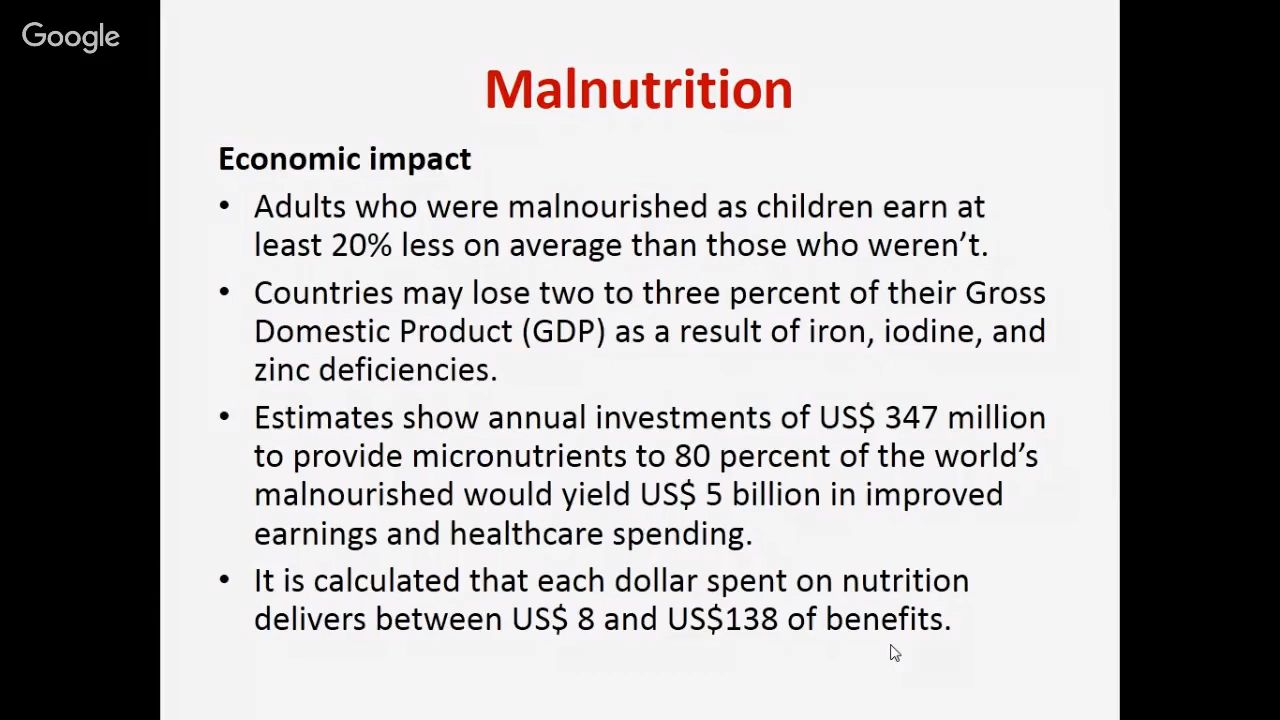 Google
Malnutrition
Economic impact
• Adults who were malnourished as children earn at
least 20% less on average than those who weren’t.
• Countries may lose two to three percent of their Gross
Domestic Product (GDP) as a result of iron, iodine, and
zinc deficiencies.
• Estimates show annual investments of US$ 347 million
to provide micronutrients to 80 percent of the world’s
malnourished would yield US$ 5 billion in improved
earnings and healthcare spending.
• It is calculated that each dollar spent on nutrition
delivers between US$ 8 and US$138 of benefits.